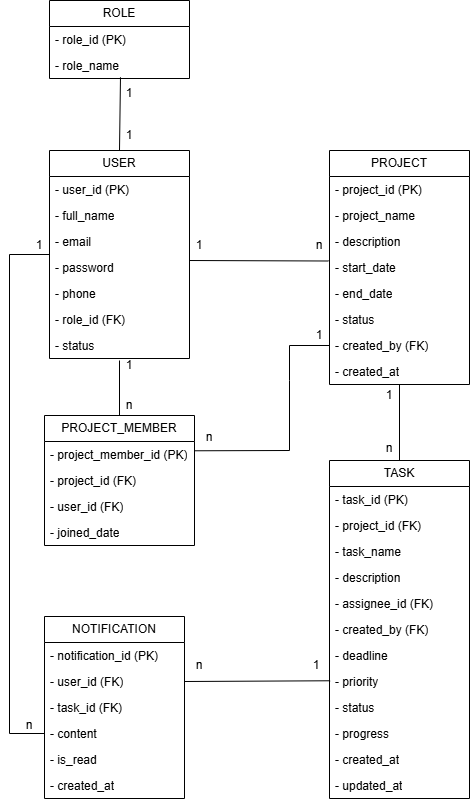 ROLE
- role_id (PK)
- role_name
1
1
USER
- user_id (PK)
- full_name
- email
- password
- phone
- role_id (FK)
- status
1
1
n
PROJECT
- project_id (PK)
- project_name
- description
- start_date
- end_date
- status
- created_by (FK)
- created_at
1
1
n
n
1
n
PROJECT_MEMBER
- project_member_id (PK)
- project_id (FK)
- user_id (FK)
- joined_date
TASK
- task_id (PK)
- project_id (FK)
- task_name
- description
- assignee_id (FK)
- created_by (FK)
- deadline
- priority
- status
- progress
- created_at
- updated_at
NOTIFICATION
- notification_id (PK)
- user_id (FK)
- task_id (FK)
- content
- is_read
- created_at
n
1
n